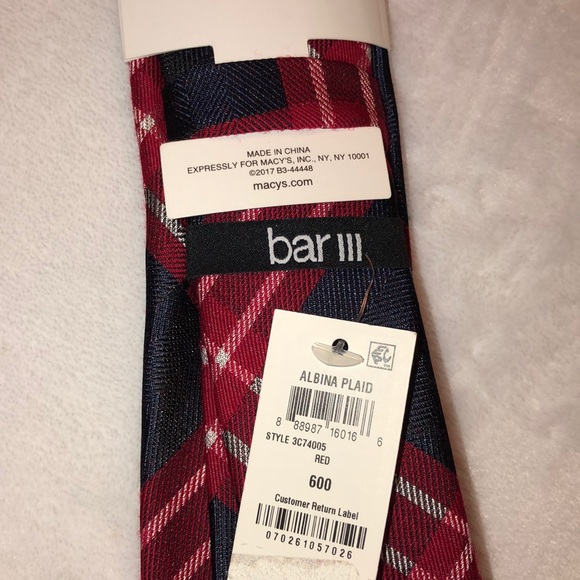 MADE IN CHINA
EXPRESSLY FOR MACY'S, INC., NY, NY 10001
©2017 B3-44448
macys.com
bar III
ALBINA PLAID
8 88987 16016 6
STYLE 3C74005
RED
600
Customer Return Label
070261057026